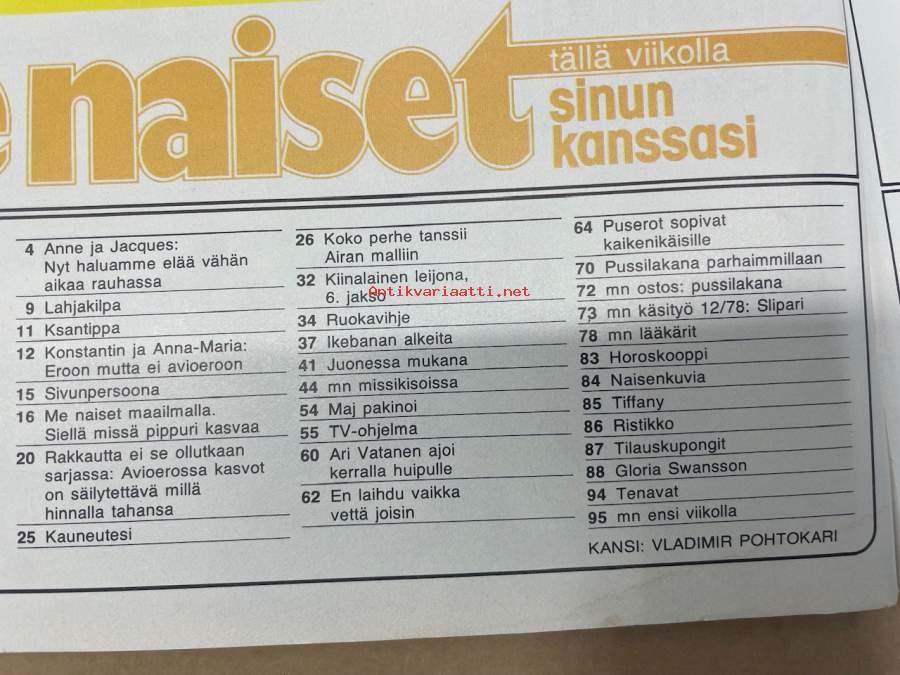 e naiset
tällä viikolla
sinun
kanssasi
4 Anne ja Jacques:
Nyt haluamme elää vähän
aikaa rauhassa
9 Lahjakilpa
11 Ksantippa
12 Konstantin ja Anna-Maria:
Eroon mutta ei avioeroon
15 Sivunpersoona
16 Me naiset maailmalla.
Siellä missä pippuri kasvaa
20 Rakkautta ei se ollutkaan
sarjassa: Avioerossa kasvot
on säilytettävä millä
hinnalla tahansa
25 Kauneutesi
26 Koko perhe tanssii
Airan malliin
32 Kiinalainen leijona,
6. jakso
Antikvariaatti.net
34 Ruokavihje
37 Ikebanan alkeita
41 Juonessa mukana
44 mn missikisoissa
54 Maj pakinoi
55 TV-ohjelma
60 Ari Vatanen ajoi
kerralla huipulle
62 En laihdu vaikka
vettä joisin
64 Puserot sopivat
kaikenikäisille
70 Pussilakana parhaimmillaan
72 mn ostos: pussilakana
73 mn käsityö 12/78: Slipari
78 mn lääkärit
83 Horoskooppi
84 Naisenkuvia
85 Tiffany
86 Ristikko
87 Tilauskupongit
88 Gloria Swansson
94 Tenavat
95 mn ensi viikolla
KANSI: VLADIMIR POHTOKARI